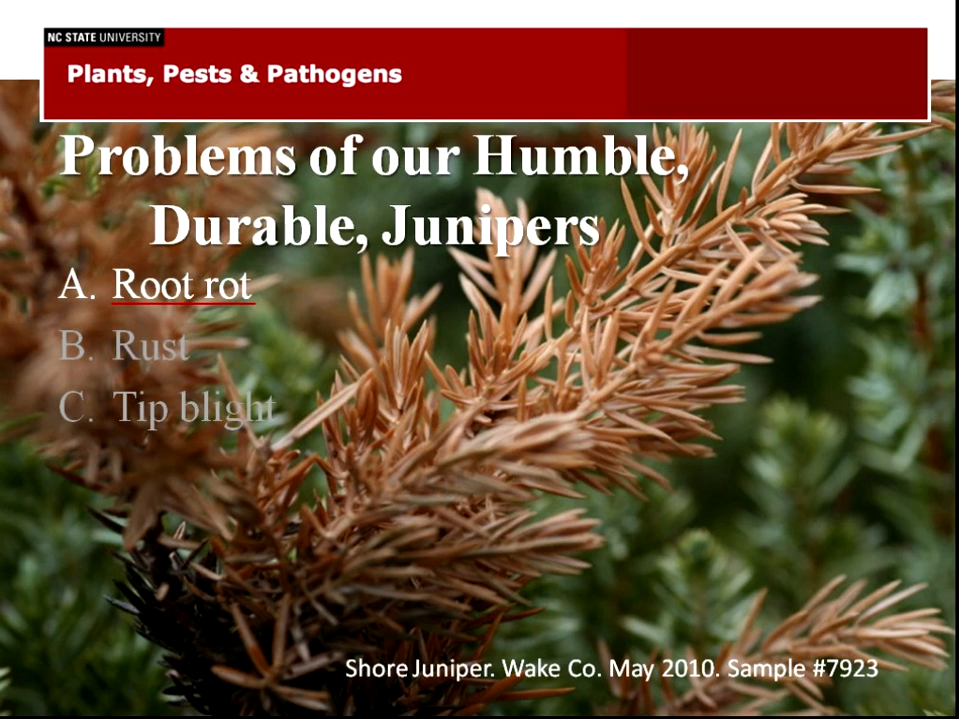 NC STATE UNIVERSITY
Plants, Pests & Pathogens
Problems of our Humble,
Durable, Junipers
A. Root rot
B. Rust
C. Tip blight
Shore Juniper. Wake Co. May 2010. Sample #7923